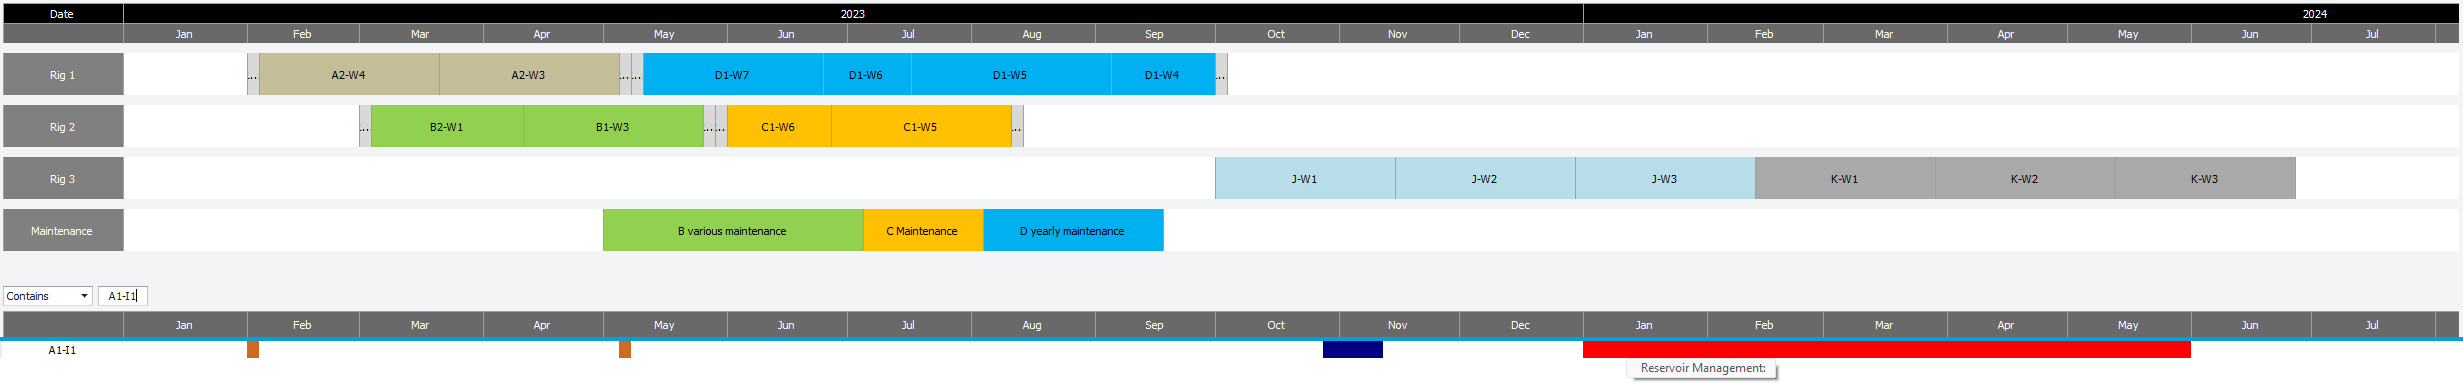 Date 2023 2024
Jan Feb Mar Apr May Jun Jul Aug Sep Oct Nov Dec Jan Feb Mar Apr May Jun Jul
Rig 1 ... A2-W4 A2-W3 ... ... D1-W7 D1-W6 D1-W5 D1-W4 ...
Rig 2 ... B2-W1 B1-W3 ... ... C1-W6 C1-W5 ...
Rig 3 J-W1 J-W2 J-W3 K-W1 K-W2 K-W3
Maintenance B various maintenance C Maintenance D yearly maintenance
Contains A1-I1
Jan Feb Mar Apr May Jun Jul Aug Sep Oct Nov Dec Jan Feb Mar Apr May Jun Jul
A1-I1
Reservoir Management: